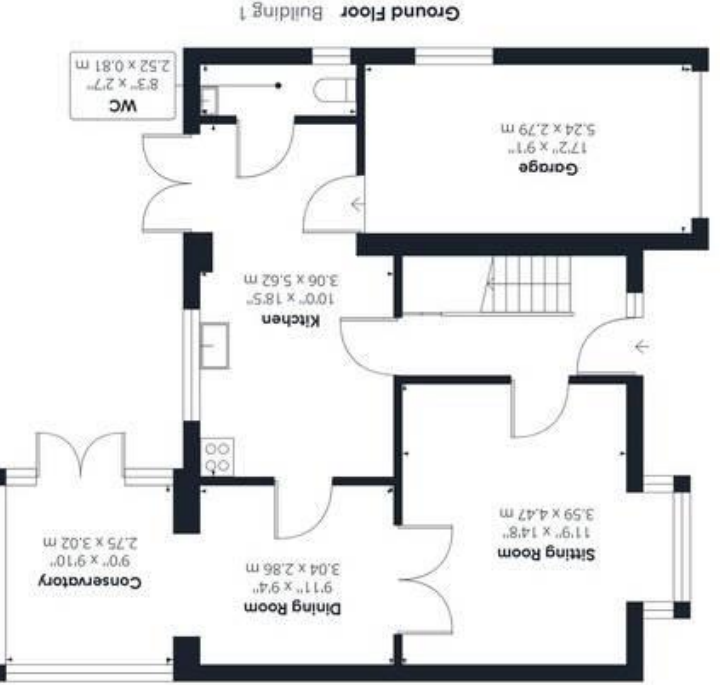 Sitting Room
11'9" x 14'8"
3.59 x 4.47 m
Dining Room
9'11" x 9'4"
3.04 x 2.86 m
Conservatory
9'0" x 9'10"
2.75 x 3.02 m
Kitchen
10'0" x 18'5"
3.06 x 5.62 m
Garage
17'2" x 9'1"
5.24 x 2.79 m
WC
8'3" x 2'7"
2.52 x 0.81 m
Ground Floor Building 1